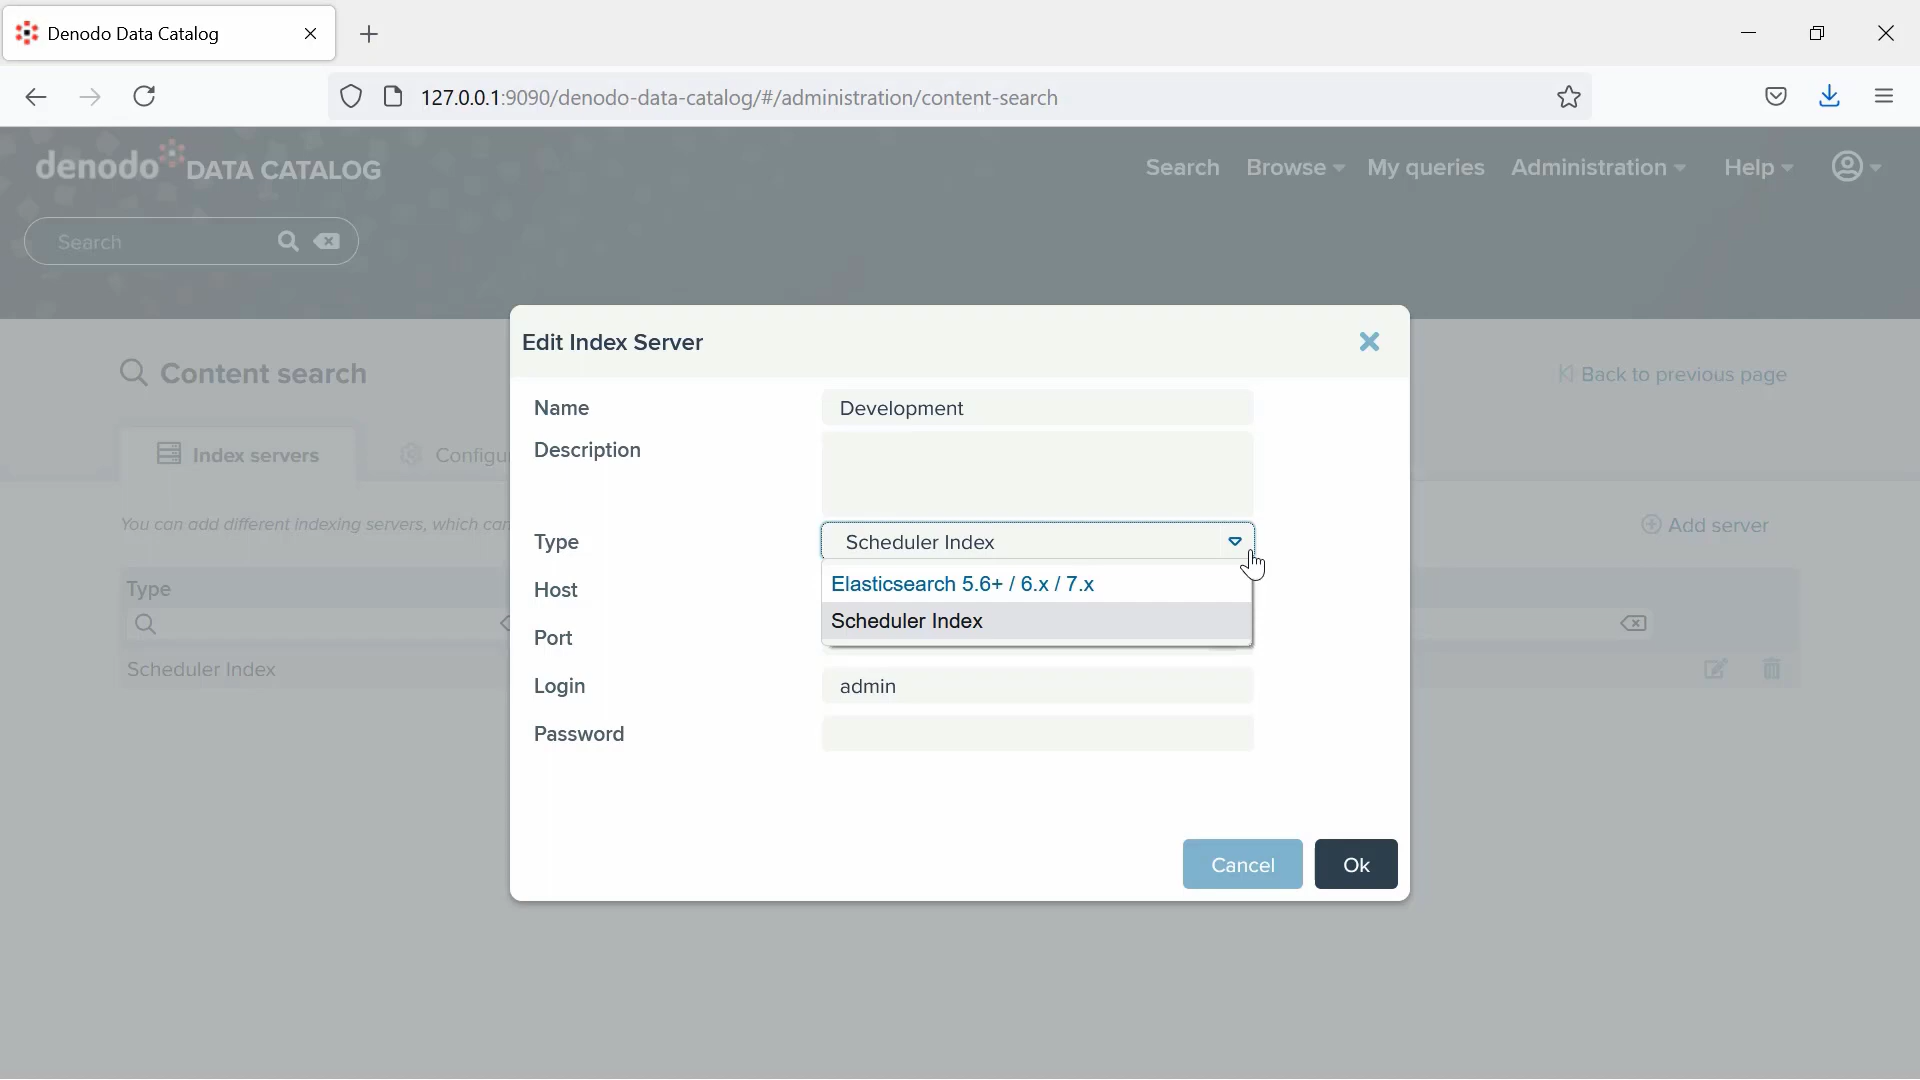 Denodo Data Catalog
127.0.0.1:9090/denodo-data-catalog/#/administration/content-search
denodo DATA CATALOG
Search Browse My queries Administration Help
Search
Edit Index Server
Content search
Back to previous page
Name Development
Description
Index servers
Configu
You can add different indexing servers, which can
Add server
Type Scheduler Index
Elasticsearch 5.6+ / 6.x / 7.x
Scheduler Index
Host
Port
Type
Scheduler Index
Login admin
Password
Cancel Ok